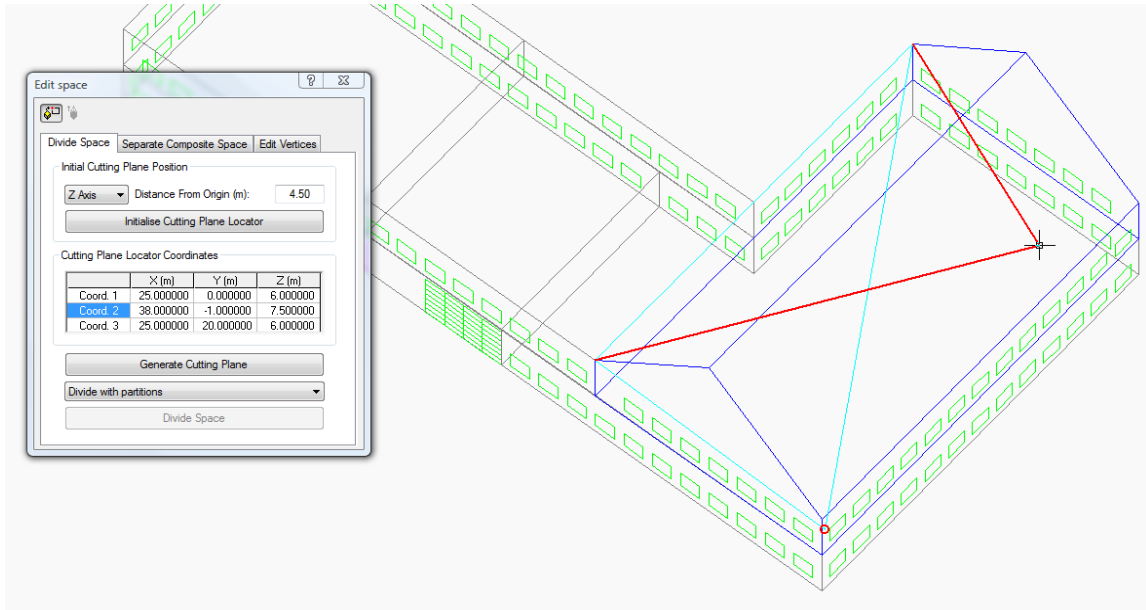 Edit space
Divide Space Separate Composite Space Edit Vertices
Initial Cutting Plane Position
Z Axis Distance From Origin (m): 4.50
Initialise Cutting Plane Locator
Cutting Plane Locator Coordinates
X (m) Y (m) Z (m)
Coord. 1 25.000000 0.000000 6.000000
Coord. 2 38.000000 -1.000000 7.500000
Coord. 3 25.000000 20.000000 6.000000
Generate Cutting Plane
Divide with partitions
Divide Space